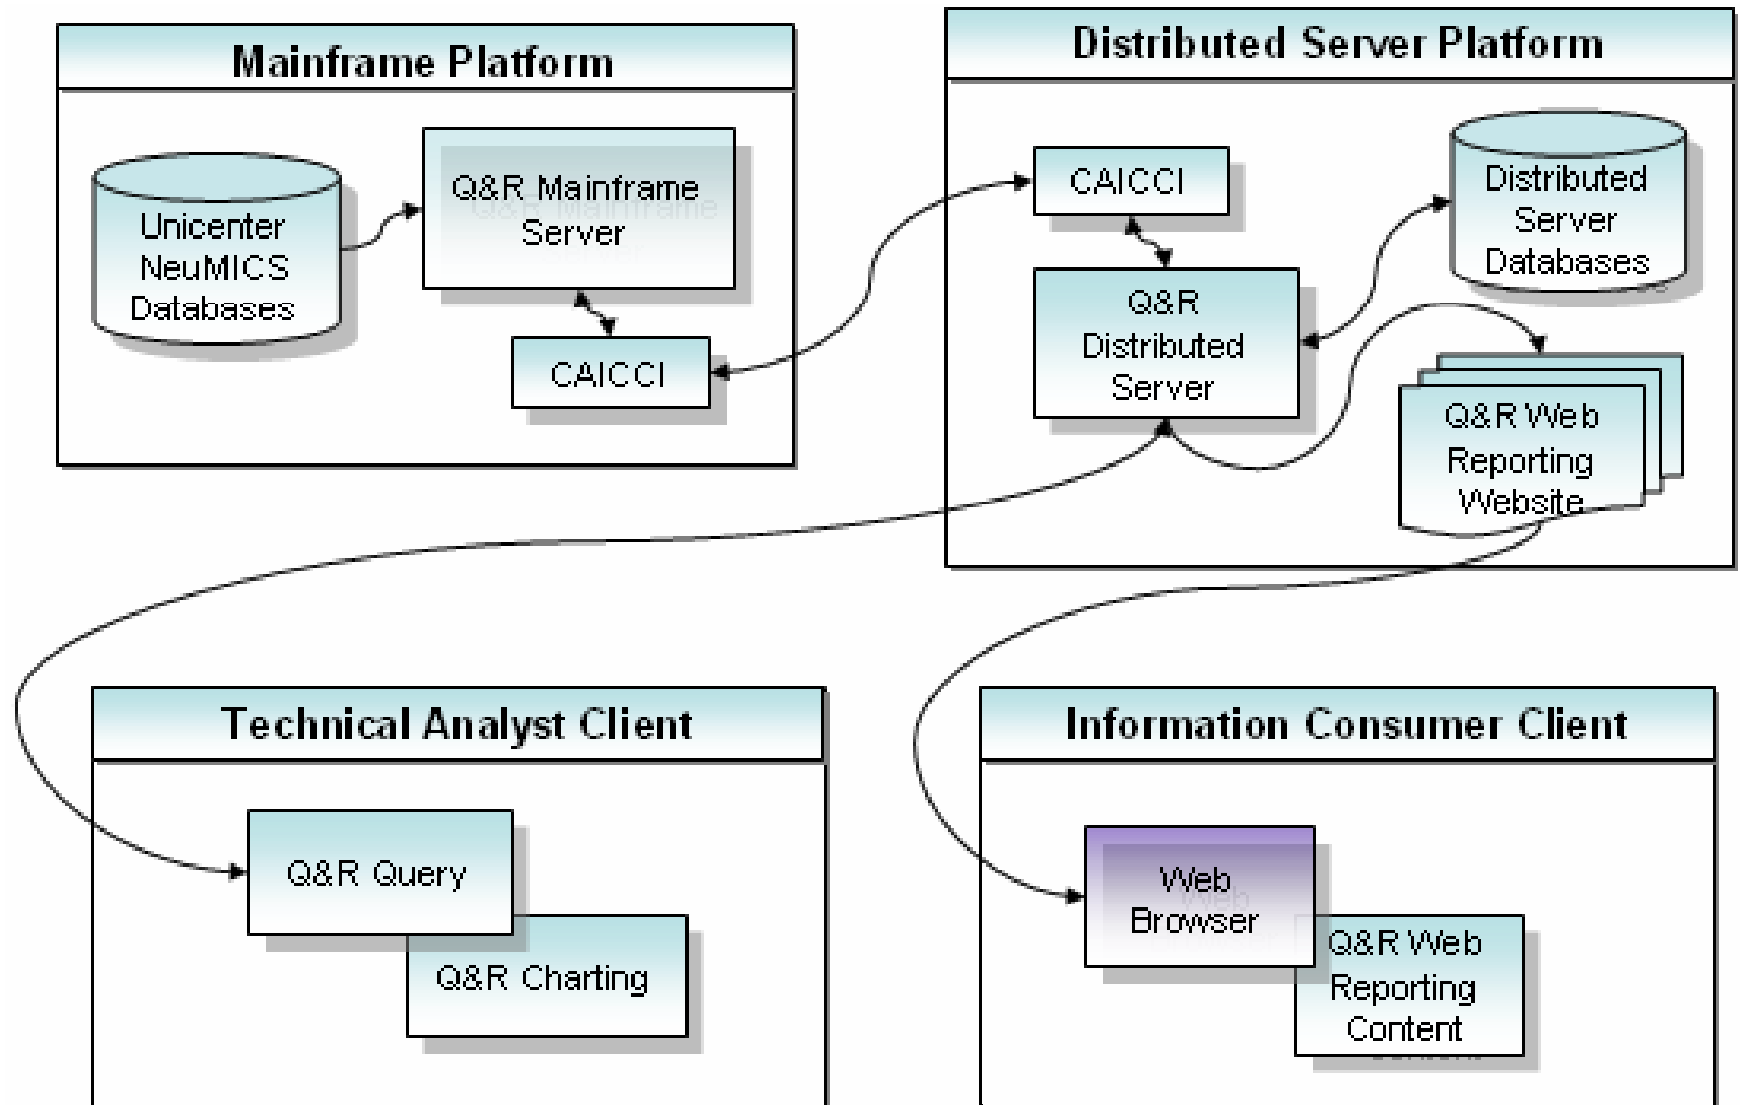 Mainframe Platform
Unicenter
NeuMICS
Databases
Q&R Mainframe
Server
CAICCI
Distributed Server Platform
CAICCI
Q&R
Distributed
Server
Distributed
Server
Databases
Q&R Web
Reporting
Website
Technical Analyst Client
Q&R Query
Q&R Charting
Information Consumer Client
Web
Browser
Q&R Web
Reporting
Content